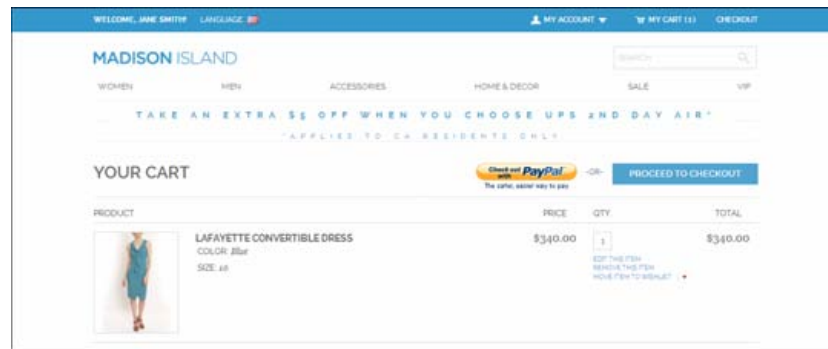 WELCOME, JANE SMITH! LANGUAGE: MY ACCOUNT MY CART (1) CHECKOUT
MADISON ISLAND
SEARCH
WOMEN MEN ACCESSORIES HOME & DECOR SALE VIP
TAKE AN EXTRA $5 OFF WHEN YOU CHOOSE UPS 2ND DAY AIR*
*APPLIED TO CA RESIDENTS ONLY
YOUR CART
Check out with PayPal
The safer, easier way to pay
-OR-
PROCEED TO CHECKOUT
PRODUCT PRICE QTY TOTAL
LAFAYETTE CONVERTIBLE DRESS $340.00 1 $340.00
COLOR: Blue
SIZE: 10
EDIT THIS ITEM
REMOVE THIS ITEM
MOVE ITEM TO WISHLIST